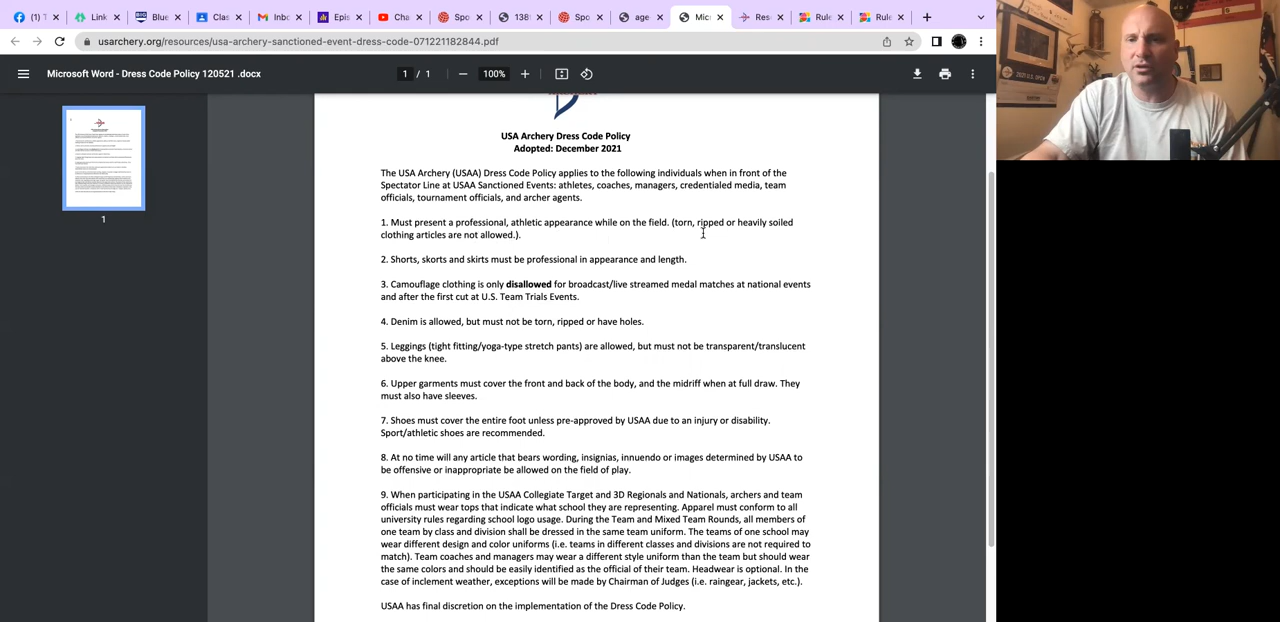 (1) 1
Link
Blue
Clas
Inbo
Epis
Cha
Spo
138
Spo
age
Mic
Res
Rule
Rule
usarchery.org/resources/usa-archery-sanctioned-event-dress-code-071221182844.pdf
Microsoft Word - Dress Code Policy 120521 .docx
1 / 1
100%
USA Archery Dress Code Policy
Adopted: December 2021
The USA Archery (USAA) Dress Code Policy applies to the following individuals when in front of the
Spectator Line at USAA Sanctioned Events: athletes, coaches, managers, credentialed media, team
officials, tournament officials, and archer agents.
1. Must present a professional, athletic appearance while on the field. (torn, ripped or heavily soiled
clothing articles are not allowed.).
2. Shorts, skorts and skirts must be professional in appearance and length.
3. Camouflage clothing is only disallowed for broadcast/live streamed medal matches at national events
and after the first cut at U.S. Team Trials Events.
4. Denim is allowed, but must not be torn, ripped or have holes.
5. Leggings (tight fitting/yoga-type stretch pants) are allowed, but must not be transparent/translucent
above the knee.
6. Upper garments must cover the front and back of the body, and the midriff when at full draw. They
must also have sleeves.
7. Shoes must cover the entire foot unless pre-approved by USAA due to an injury or disability.
Sport/athletic shoes are recommended.
8. At no time will any article that bears wording, insignias, innuendo or images determined by USAA to
be offensive or inappropriate be allowed on the field of play.
9. When participating in the USAA Collegiate Target and 3D Regionals and Nationals, archers and team
officials must wear tops that indicate what school they are representing. Apparel must conform to all
university rules regarding school logo usage. During the Team and Mixed Team Rounds, all members of
one team by class and division shall be dressed in the same team uniform. The teams of one school may
wear different design and color uniforms (i.e. teams in different classes and divisions are not required to
match). Team coaches and managers may wear a different style uniform than the team but should wear
the same colors and should be easily identified as the official of their team. Headwear is optional. In the
case of inclement weather, exceptions will be made by Chairman of Judges (i.e. raingear, jackets, etc.).
USAA has final discretion on the implementation of the Dress Code Policy.
1
2021 U.S. OPEN